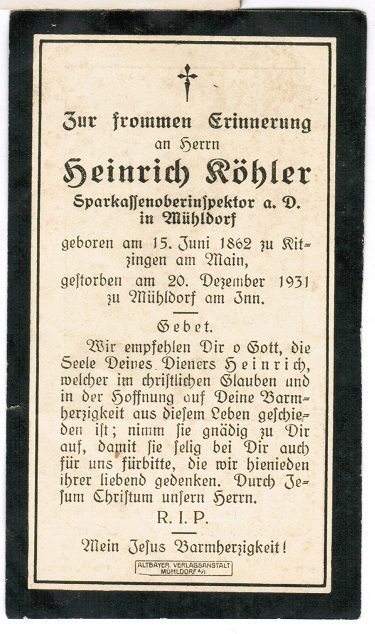 Zur frommen Erinnerung
an Herrn
Heinrich Köhler
Sparkassenoberinspektor a. D.
in Mühldorf
geboren am 15. Juni 1862 zu Kit-
zingen am Main,
gestorben am 20. Dezember 1931
zu Mühldorf am Inn.
Gebet.
Wir empfehlen Dir o Gott, die
Seele Deines Dieners Heinrich,
welcher im christlichen Glauben und
in der Hoffnung auf Deine Barm-
herzigkeit aus diesem Leben geschie-
den ist; nimm sie gnädig zu Dir
auf, damit sie selig bei Dir auch
für uns fürbitte, die wir hienieden
ihrer liebend gedenken. Durch Je-
sum Christum unsern Herrn.
R. I. P.
Mein Jesus Barmherzigkeit!
ALTBAYER. VERLAGSANSTALT
MÜHLDORF a/I.